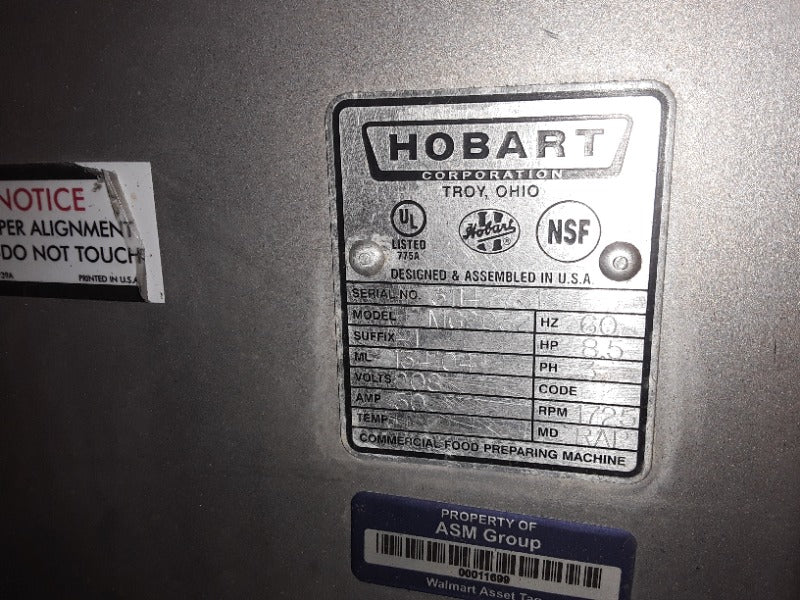 NOTICE
PER ALIGNMENT
DO NOT TOUCH
PRINTED IN U.S.A
HOBART
CORPORATION
TROY, OHIO
UL
LISTED
775A
Hobart
NSF
DESIGNED & ASSEMBLED IN U.S.A.
SERIAL NO.
MODEL
HZ 60
SUFFIX
HP 8.5
ML
PH
VOLTS 208
CODE
AMP
RPM 1725
TEMP.
MD
COMMERCIAL FOOD PREPARING MACHINE
PROPERTY OF
ASM Group
00011699
Walmart Asset